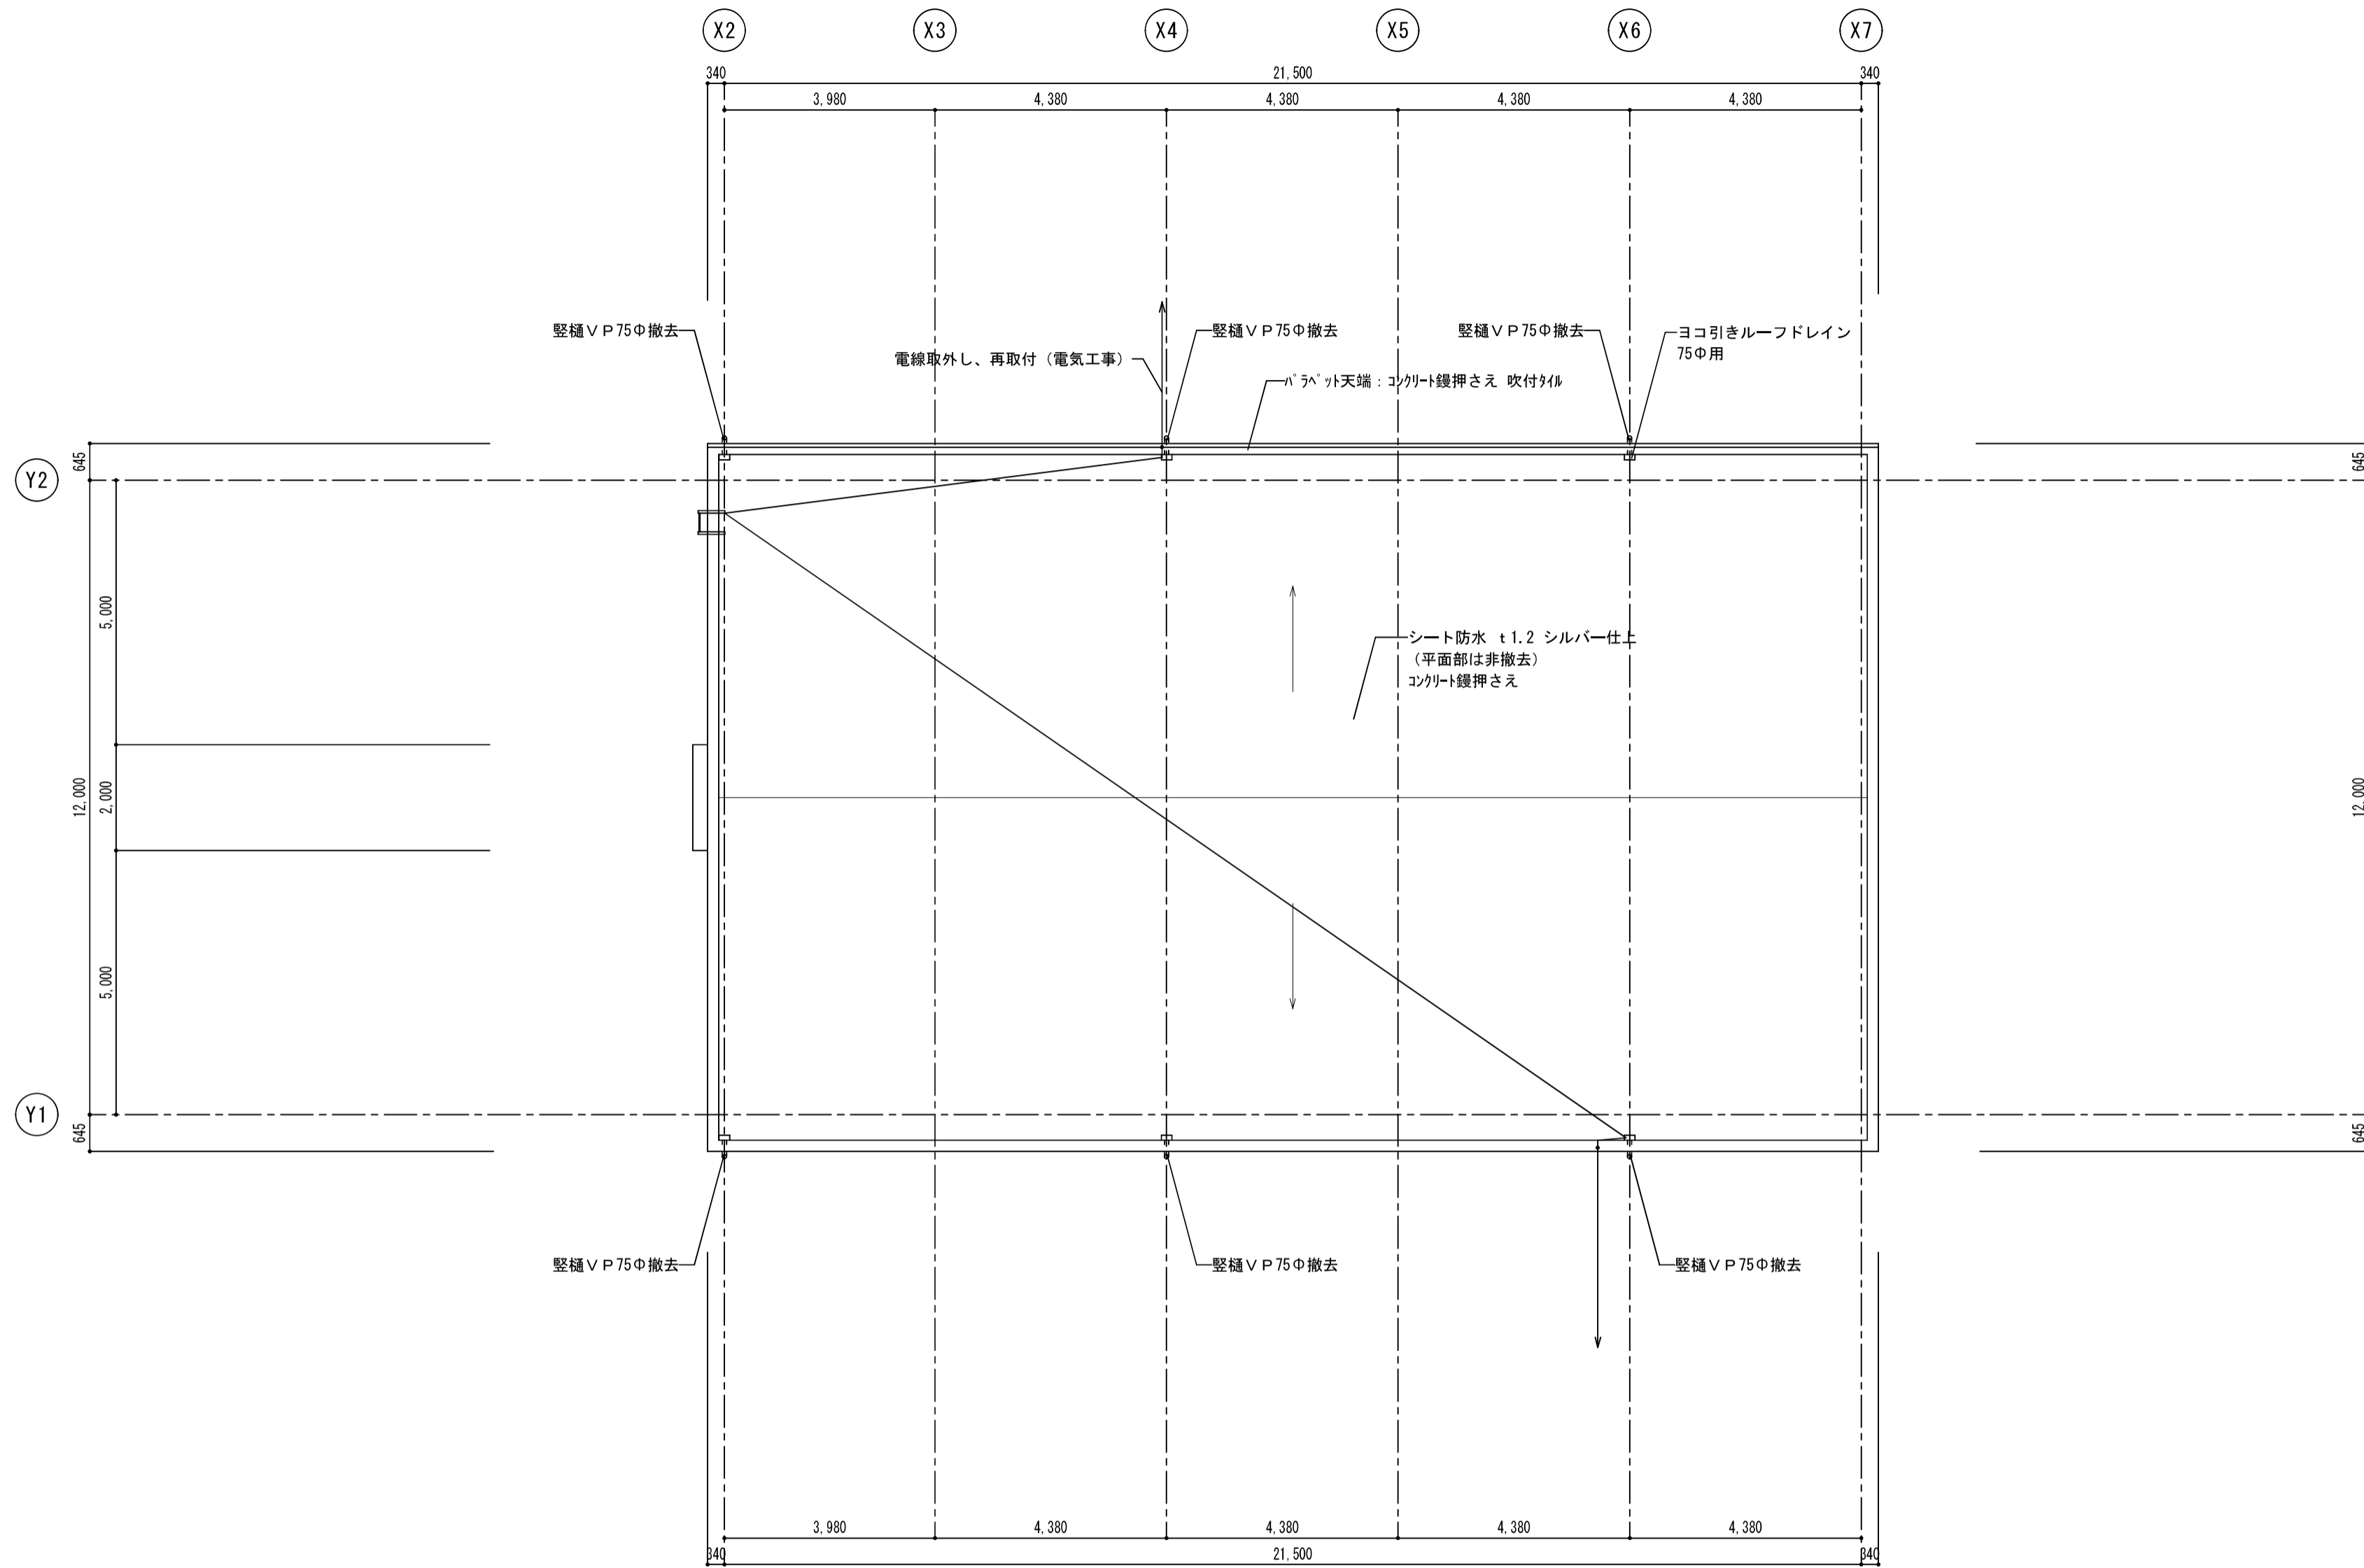 X2 X3 X4 X5 X6 X7
340 21,500 340
3,980 4,380 4,380 4,380 4,380
竪樋ＶＰ75Φ撤去
竪樋ＶＰ75Φ撤去
竪樋ＶＰ75Φ撤去
ヨコ引きルーフドレイン
75Φ用
電線取外し、再取付（電気工事）
ﾊﾟﾗﾍﾟｯﾄ天端：ｺﾝｸﾘｰﾄ鏝押さえ 吹付ﾀｲﾙ
645
645
Y2
5,000
シート防水 ｔ1.2 シルバー仕上
（平面部は非撤去）
ｺﾝｸﾘｰﾄ鏝押さえ
12,000
2,000
12,000
5,000
Y1
645
645
竪樋ＶＰ75Φ撤去
竪樋ＶＰ75Φ撤去
竪樋ＶＰ75Φ撤去
3,980 4,380 4,380 4,380 4,380
340 21,500 340